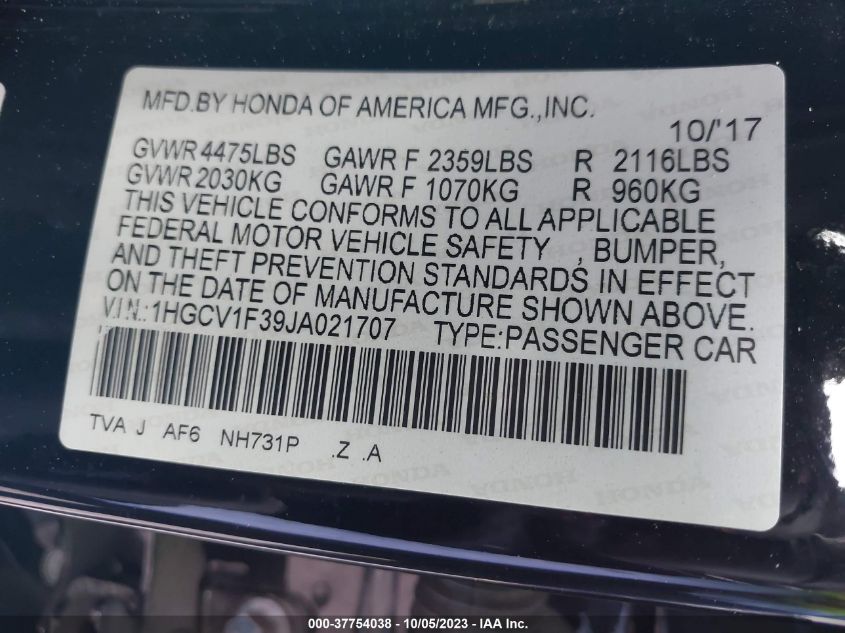 MFD.BY HONDA OF AMERICA MFG.,INC.
10/'17
GVWR 4475LBS GAWR F 2359LBS R 2116LBS
GVWR 2030KG GAWR F 1070KG R 960KG
THIS VEHICLE CONFORMS TO ALL APPLICABLE
FEDERAL MOTOR VEHICLE SAFETY , BUMPER,
AND THEFT PREVENTION STANDARDS IN EFFECT
ON THE DATE OF MANUFACTURE SHOWN ABOVE.
V.I.N.:1HGCV1F39JA021707 TYPE:PASSENGER CAR
TVA J AF6 NH731P .Z .A
HONDA HONDA HONDA
000-37754038 - 10/05/2023 - IAA Inc.